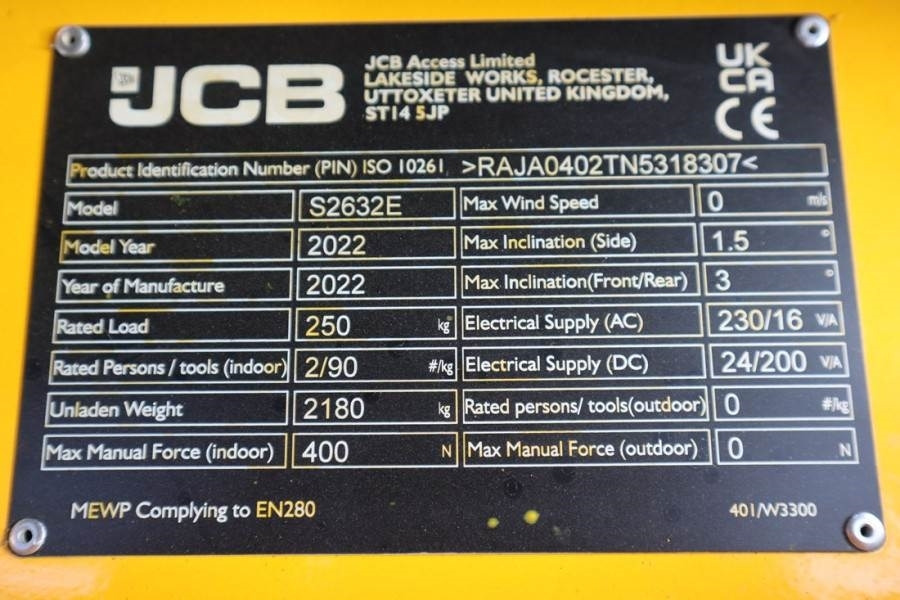 JCB
JCB Access Limited
LAKESIDE WORKS, ROCESTER,
UTTOXETER UNITED KINGDOM,
ST14 5JP
UK
CA
CE
Product Identification Number (PIN) ISO 10261 >RAJA0402TN5318307<
Model S2632E Max Wind Speed 0 m/s
Model Year 2022 Max Inclination (Side) 1.5 °
Year of Manufacture 2022 Max Inclination(Front/Rear) 3 °
Rated Load 250 kg Electrical Supply (AC) 230/16 V/A
Rated Persons / tools (indoor) 2/90 #/kg Electrical Supply (DC) 24/200 V/A
Unladen Weight 2180 kg Rated persons/ tools(outdoor) 0 #/kg
Max Manual Force (indoor) 400 N Max Manual Force (outdoor) 0 N
MEWP Complying to EN280 401/W3300